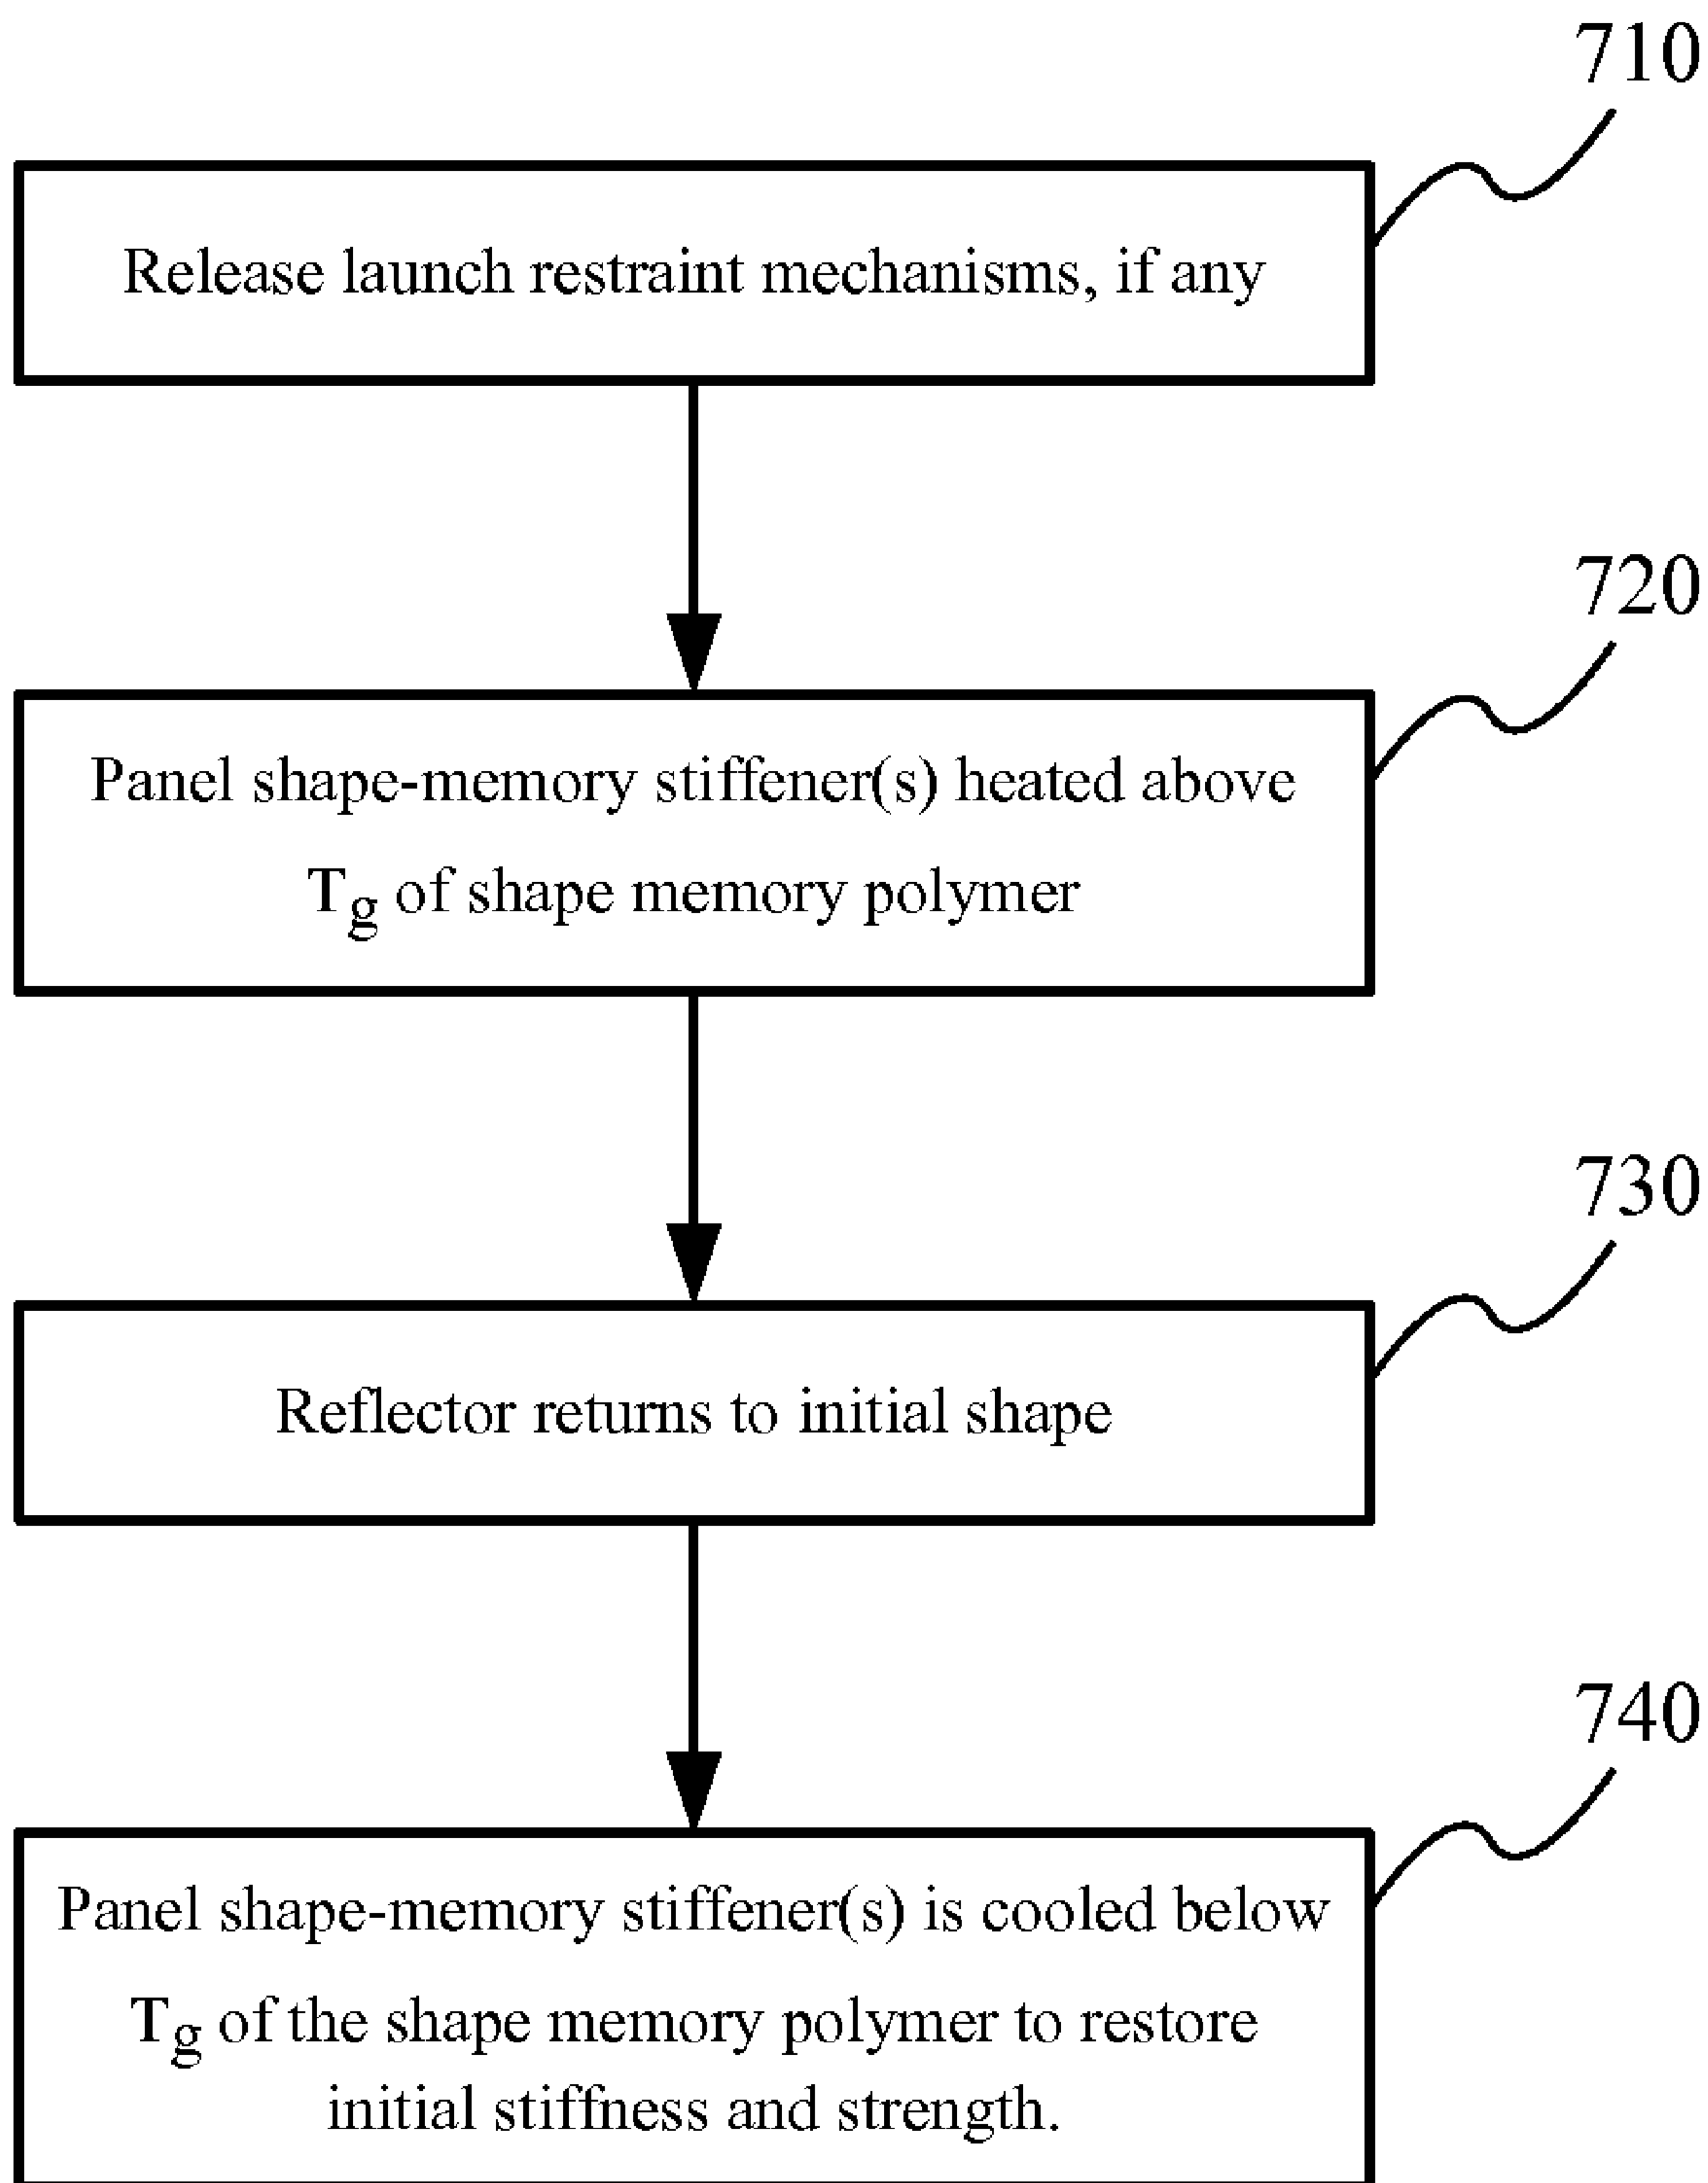 710
Release launch restraint mechanisms, if any
720
Panel shape-memory stiffener(s) heated above
Tg of shape memory polymer
730
Reflector returns to initial shape
740
Panel shape-memory stiffener(s) is cooled below
Tg of the shape memory polymer to restore
initial stiffness and strength.